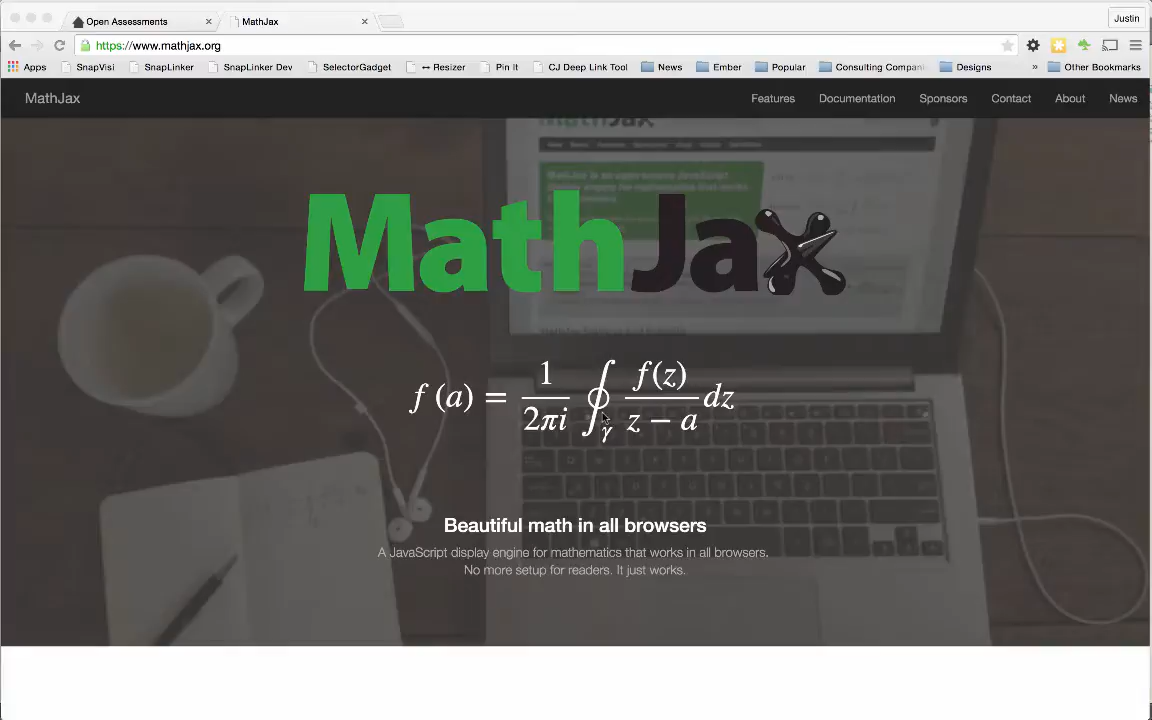 Open Assessments
MathJax
Justin
https://www.mathjax.org
Apps SnapVisi SnapLinker SnapLinker Dev SelectorGadget ↔ Resizer Pin It CJ Deep Link Tool News Ember Popular Consulting Compani Designs » Other Bookmarks
MathJax Features Documentation Sponsors Contact About News
MathJax
f (a) = 1/2πi ∮γ f(z)/z − a dz
Beautiful math in all browsers
A JavaScript display engine for mathematics that works in all browsers.
No more setup for readers. It just works.